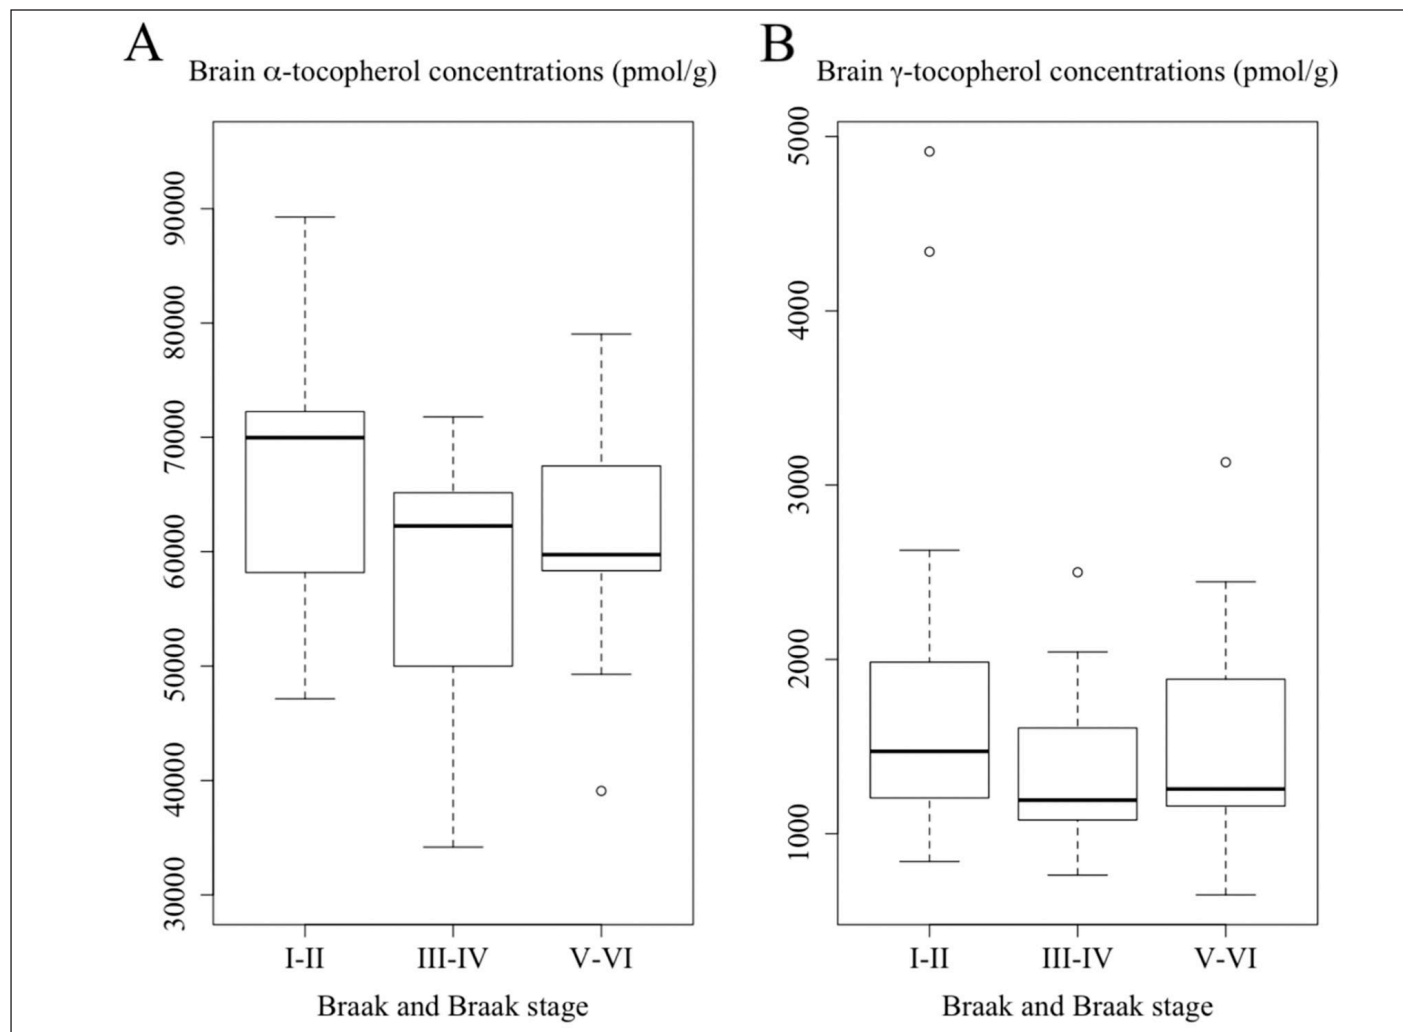 A
Brain α-tocopherol concentrations (pmol/g)
90000
80000
70000
60000
50000
40000
30000
I-II
III-IV
V-VI
Braak and Braak stage
B
Brain γ-tocopherol concentrations (pmol/g)
5000
4000
3000
2000
1000
I-II
III-IV
V-VI
Braak and Braak stage